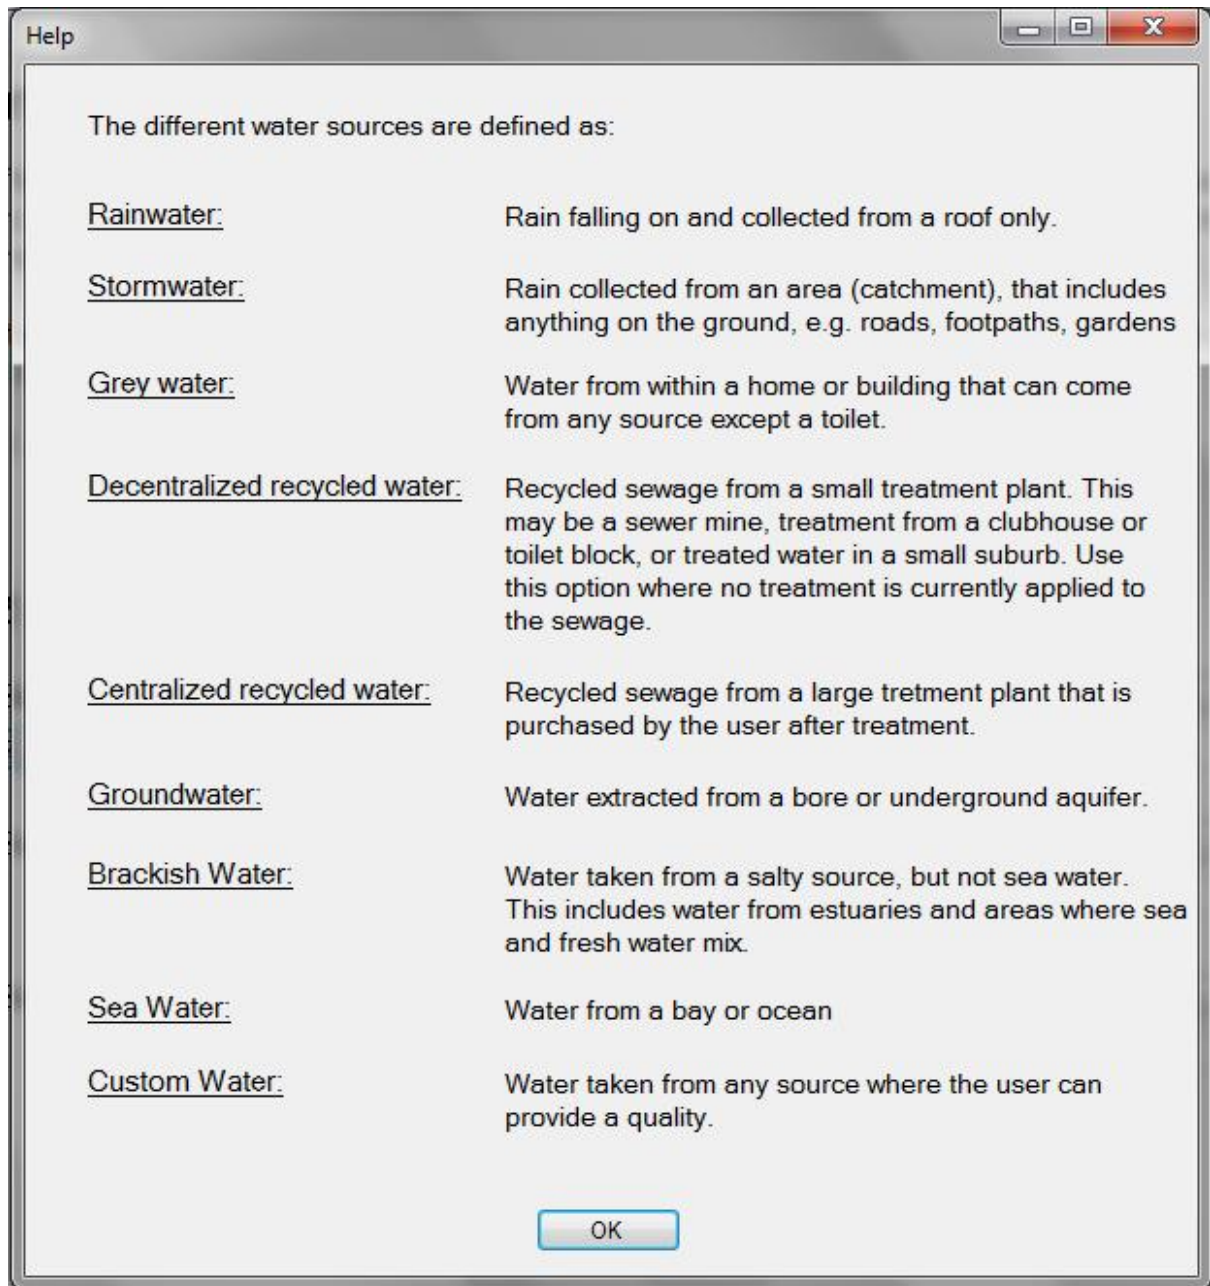 Help
The different water sources are defined as:
Rainwater: Rain falling on and collected from a roof only.
Stormwater: Rain collected from an area (catchment), that includes
anything on the ground, e.g. roads, footpaths, gardens
Grey water: Water from within a home or building that can come
from any source except a toilet.
Decentralized recycled water: Recycled sewage from a small treatment plant. This
may be a sewer mine, treatment from a clubhouse or
toilet block, or treated water in a small suburb. Use
this option where no treatment is currently applied to
the sewage.
Centralized recycled water: Recycled sewage from a large tretment plant that is
purchased by the user after treatment.
Groundwater: Water extracted from a bore or underground aquifer.
Brackish Water: Water taken from a salty source, but not sea water.
This includes water from estuaries and areas where sea
and fresh water mix.
Sea Water: Water from a bay or ocean
Custom Water: Water taken from any source where the user can
provide a quality.
OK